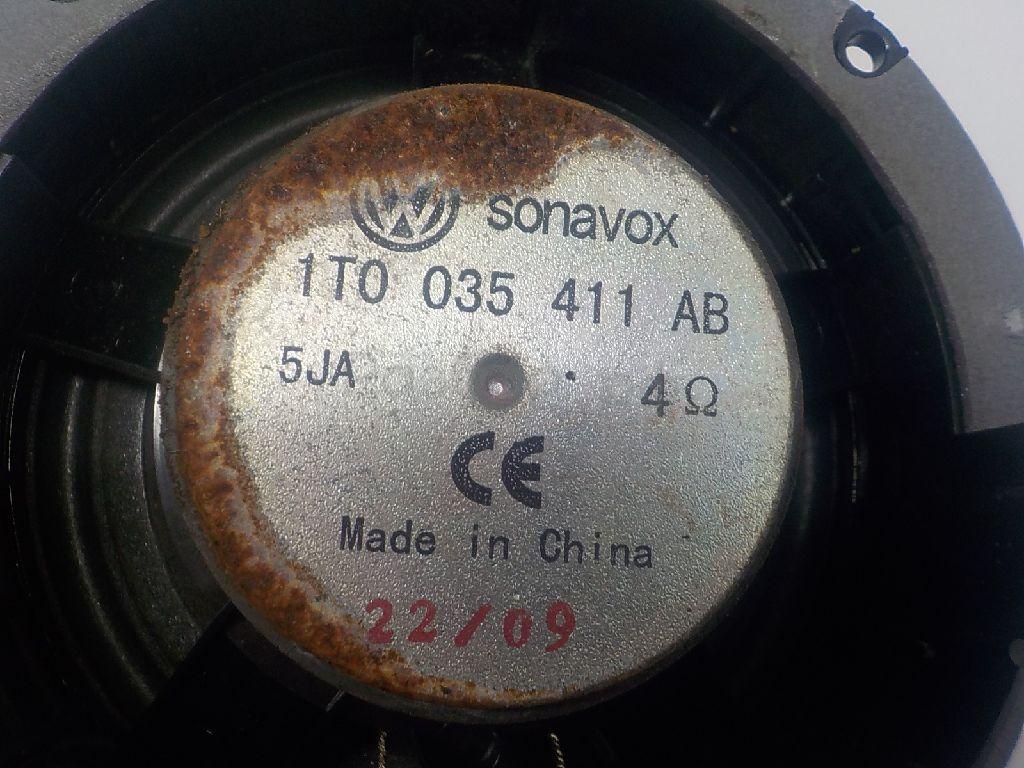 sonavox
1T0 035 411 AB
5JA 4Ω
CE
Made in China
22/09